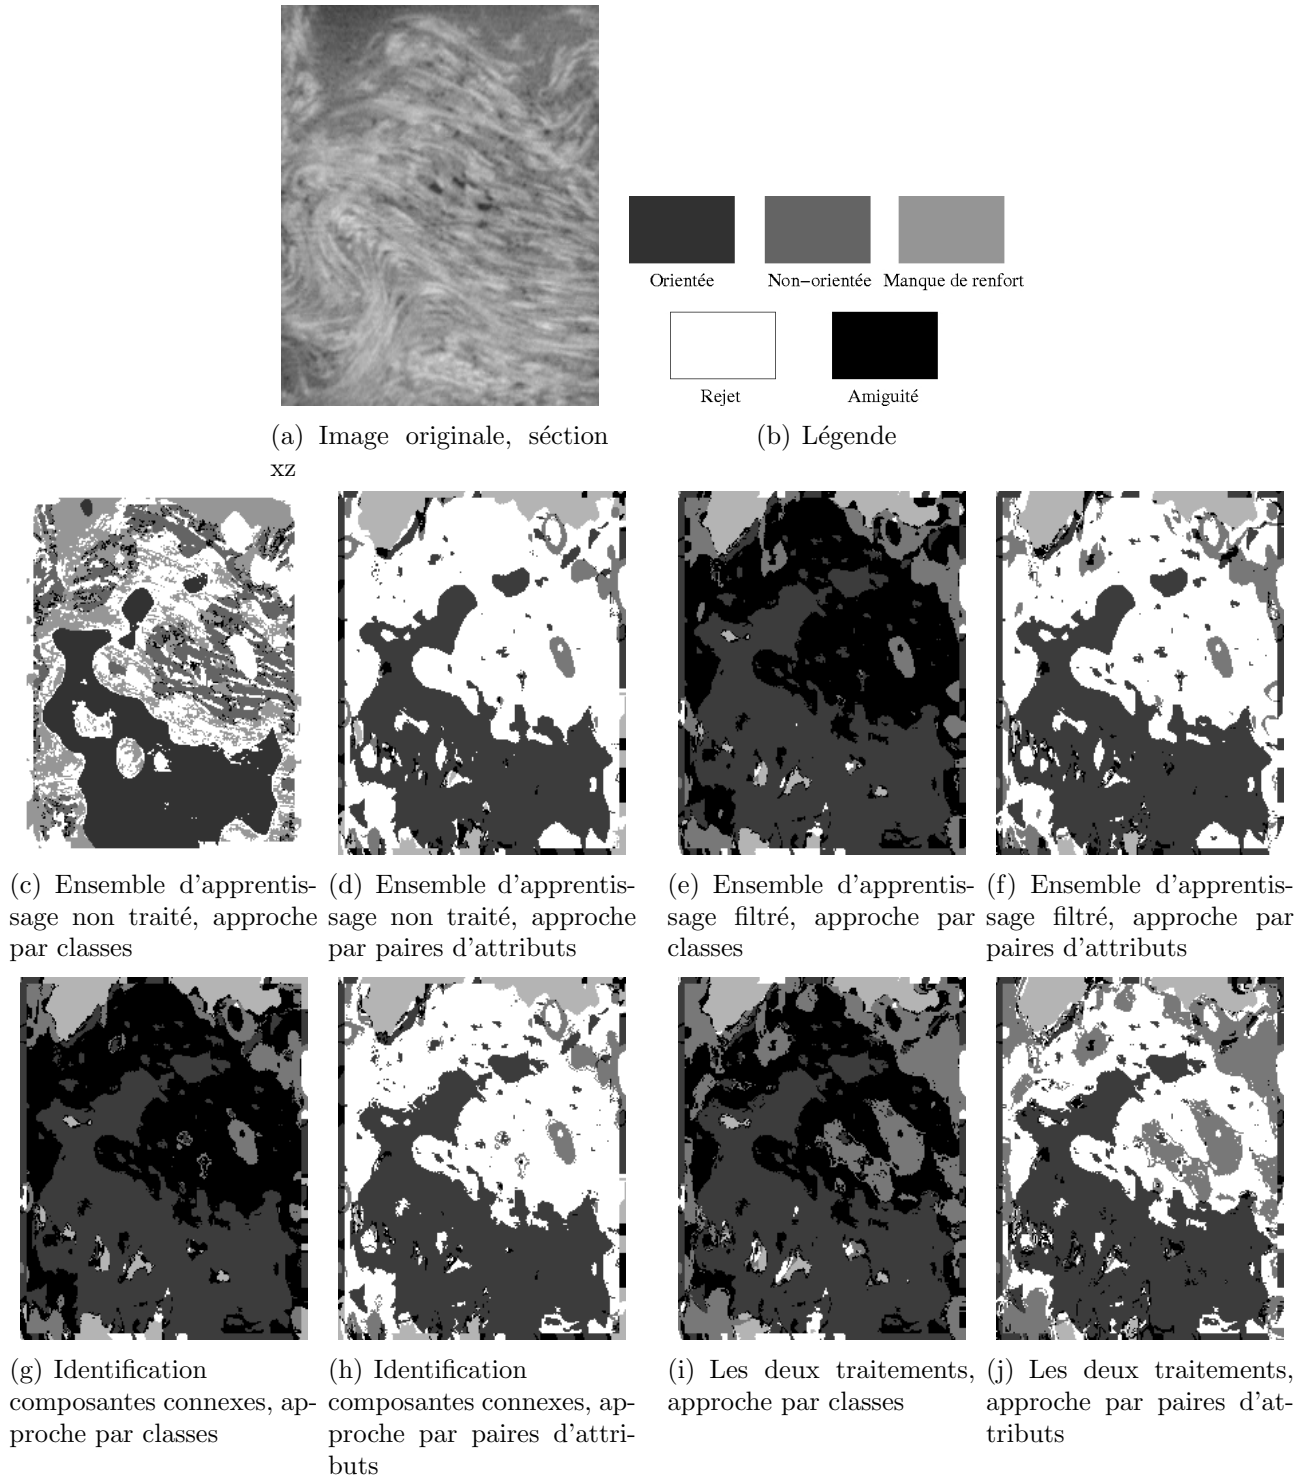 Orientée
Non-orientée
Manque de renfort
Rejet
Amiguité
(a) Image originale, séction
xz
(b) Légende
(c) Ensemble d'apprentis-
sage non traité, approche
par classes
(d) Ensemble d'apprentis-
sage non traité, approche
par paires d'attributs
(e) Ensemble d'apprentis-
sage filtré, approche par
classes
(f) Ensemble d'apprentis-
sage filtré, approche par
paires d'attributs
(g) Identification
composantes connexes, ap-
proche par classes
(h) Identification
composantes connexes, ap-
proche par paires d'attri-
buts
(i) Les deux traitements,
approche par classes
(j) Les deux traitements,
approche par paires d'at-
tributs